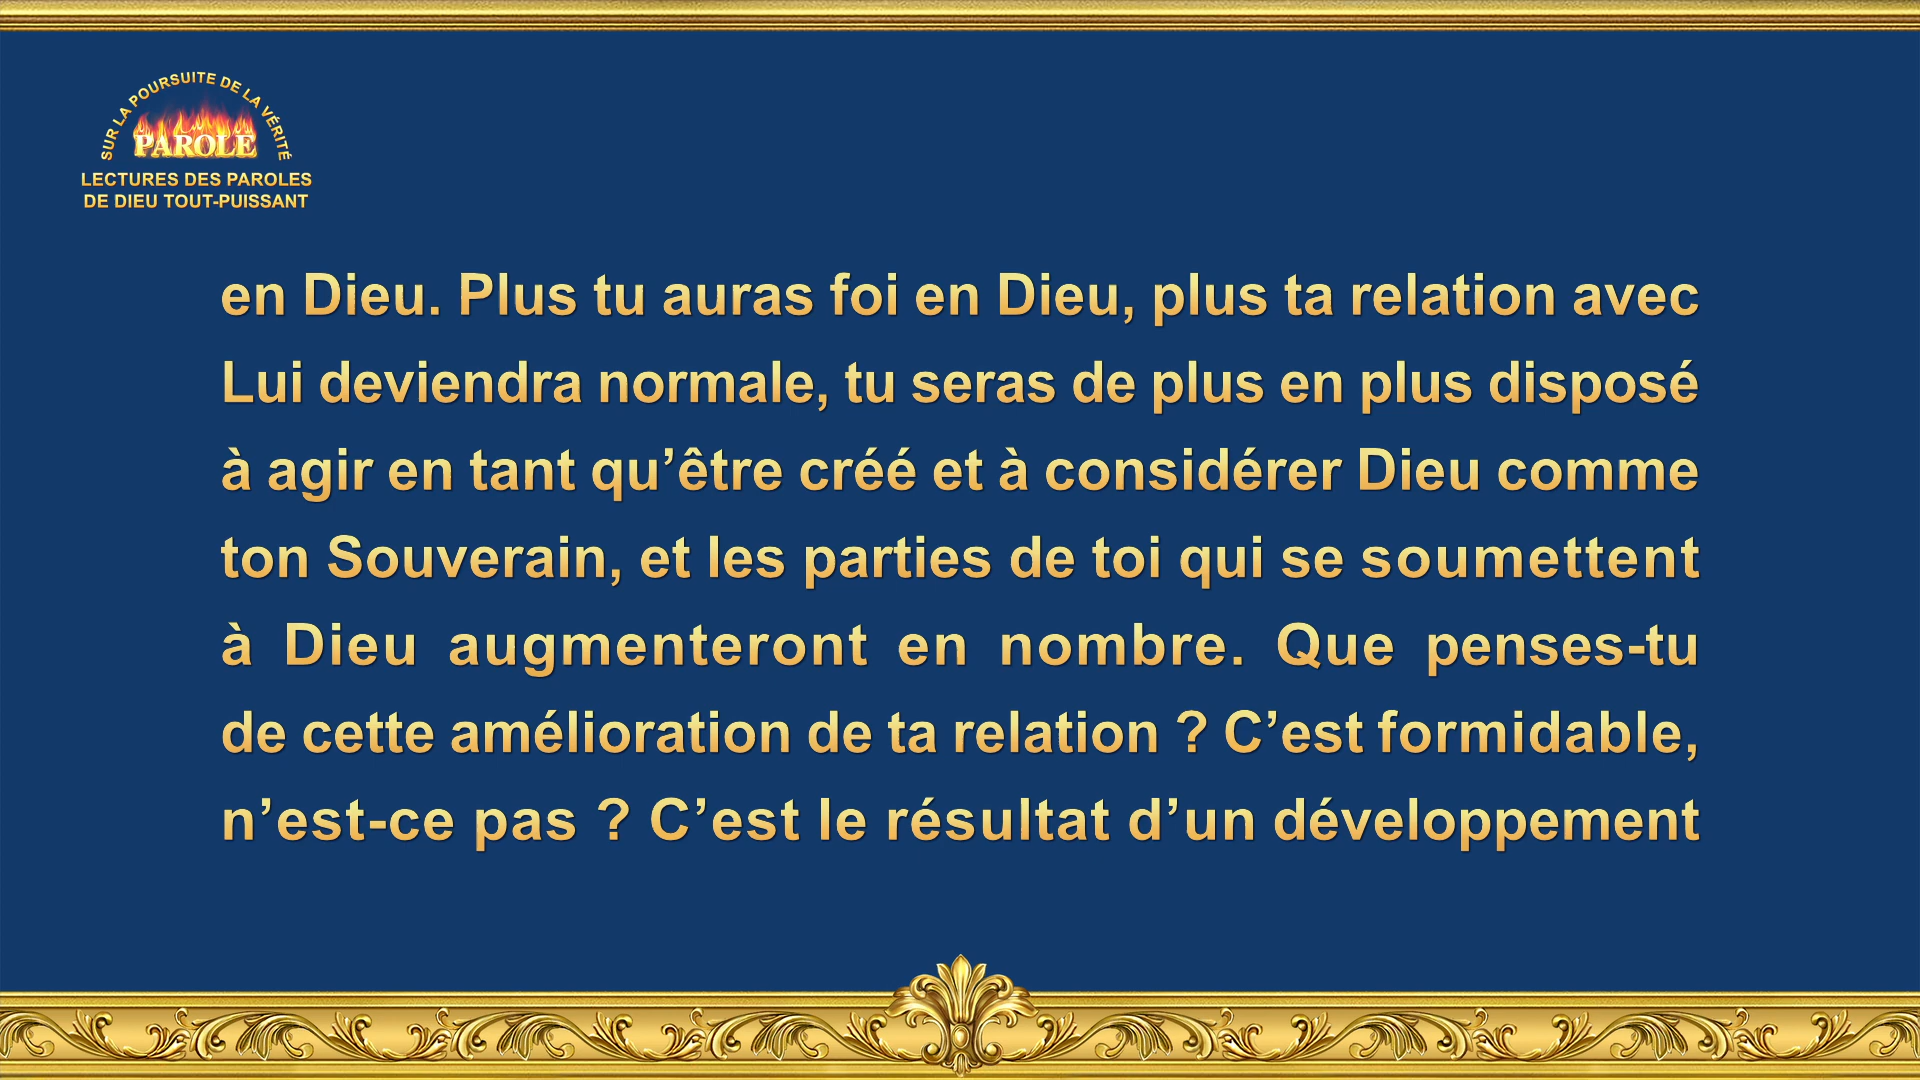 SUR LA POURSUITE DE LA VÉRITÉ
PAROLE
LECTURES DES PAROLES
DE DIEU TOUT-PUISSANT
en Dieu. Plus tu auras foi en Dieu, plus ta relation avec
Lui deviendra normale, tu seras de plus en plus disposé
à agir en tant qu’être créé et à considérer Dieu comme
ton Souverain, et les parties de toi qui se soumettent
à Dieu augmenteront en nombre. Que penses-tu
de cette amélioration de ta relation ? C’est formidable,
n’est-ce pas ? C’est le résultat d’un développement